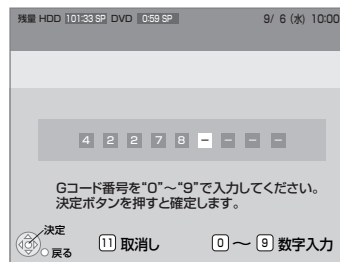 残量 HDD 101:33 SP DVD 0:59 SP 9/ 6 (水) 10:00
4 2 2 7 8 - - - -
Gコード番号を"0"～"9"で入力してください。
決定ボタンを押すと確定します。
決定
戻る 11 取消し 0 ～ 9 数字入力